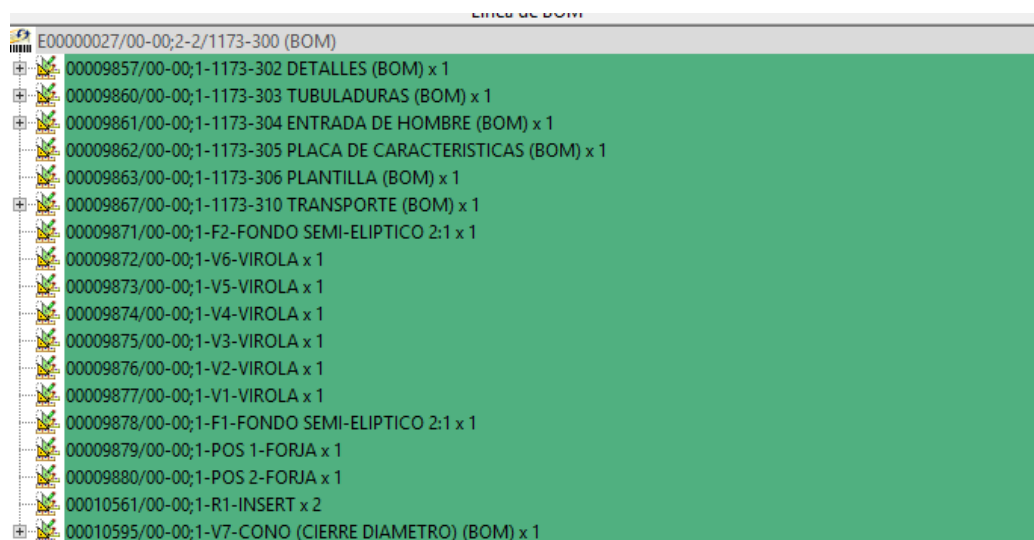 Línea de BOM
E00000027/00-00;2-2/1173-300 (BOM)
00009857/00-00;1-1173-302 DETALLES (BOM) x 1
00009860/00-00;1-1173-303 TUBULADURAS (BOM) x 1
00009861/00-00;1-1173-304 ENTRADA DE HOMBRE (BOM) x 1
00009862/00-00;1-1173-305 PLACA DE CARACTERISTICAS (BOM) x 1
00009863/00-00;1-1173-306 PLANTILLA (BOM) x 1
00009867/00-00;1-1173-310 TRANSPORTE (BOM) x 1
00009871/00-00;1-F2-FONDO SEMI-ELIPTICO 2:1 x 1
00009872/00-00;1-V6-VIROLA x 1
00009873/00-00;1-V5-VIROLA x 1
00009874/00-00;1-V4-VIROLA x 1
00009875/00-00;1-V3-VIROLA x 1
00009876/00-00;1-V2-VIROLA x 1
00009877/00-00;1-V1-VIROLA x 1
00009878/00-00;1-F1-FONDO SEMI-ELIPTICO 2:1 x 1
00009879/00-00;1-POS 1-FORJA x 1
00009880/00-00;1-POS 2-FORJA x 1
00010561/00-00;1-R1-INSERT x 2
00010595/00-00;1-V7-CONO (CIERRE DIAMETRO) (BOM) x 1